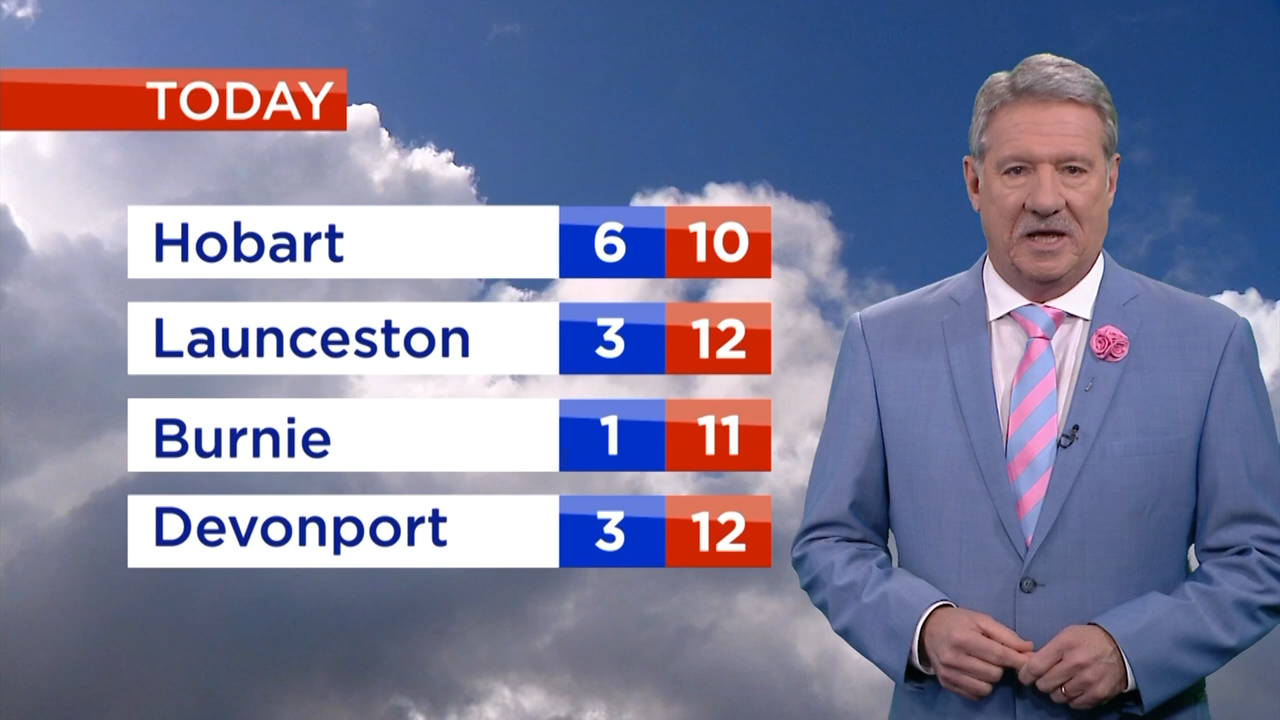 TODAY
Hobart 6 10
Launceston 3 12
Burnie 1 11
Devonport 3 12